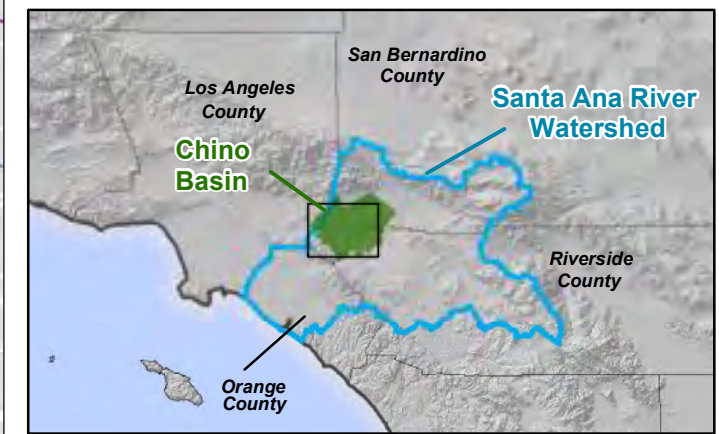 San Bernardino
County
Los Angeles
County
Santa Ana River
Watershed
Chino
Basin
Riverside
County
Orange
County